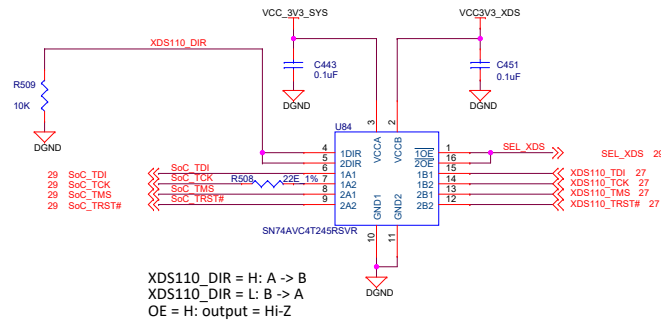 VCC_3V3_SYS
VCC3V3_XDS
XDS110_DIR
R509
10K
DGND
C443
0.1uF
DGND
C451
0.1uF
DGND
U84
3
2
VCCA
VCCB
4 1DIR
5 2DIR
6 1A1
7 1A2
8 2A1
9 2A2
1OE 1
2OE 16
1B1 15
1B2 14
2B1 13
2B2 12
GND1
GND2
10
11
SEL_XDS
SEL_XDS 29
29 SoC_TDI
SoC_TDI
29 SoC_TCK
SoC_TCK
R508
22E 1%
29 SoC_TMS
SoC_TMS
29 SoC_TRST#
SoC_TRST#
XDS110_TDI 27
XDS110_TCK 27
XDS110_TMS 27
XDS110_TRST# 27
SN74AVC4T245RSVR
DGND
XDS110_DIR = H: A -> B
XDS110_DIR = L: B -> A
OE = H: output = Hi-Z